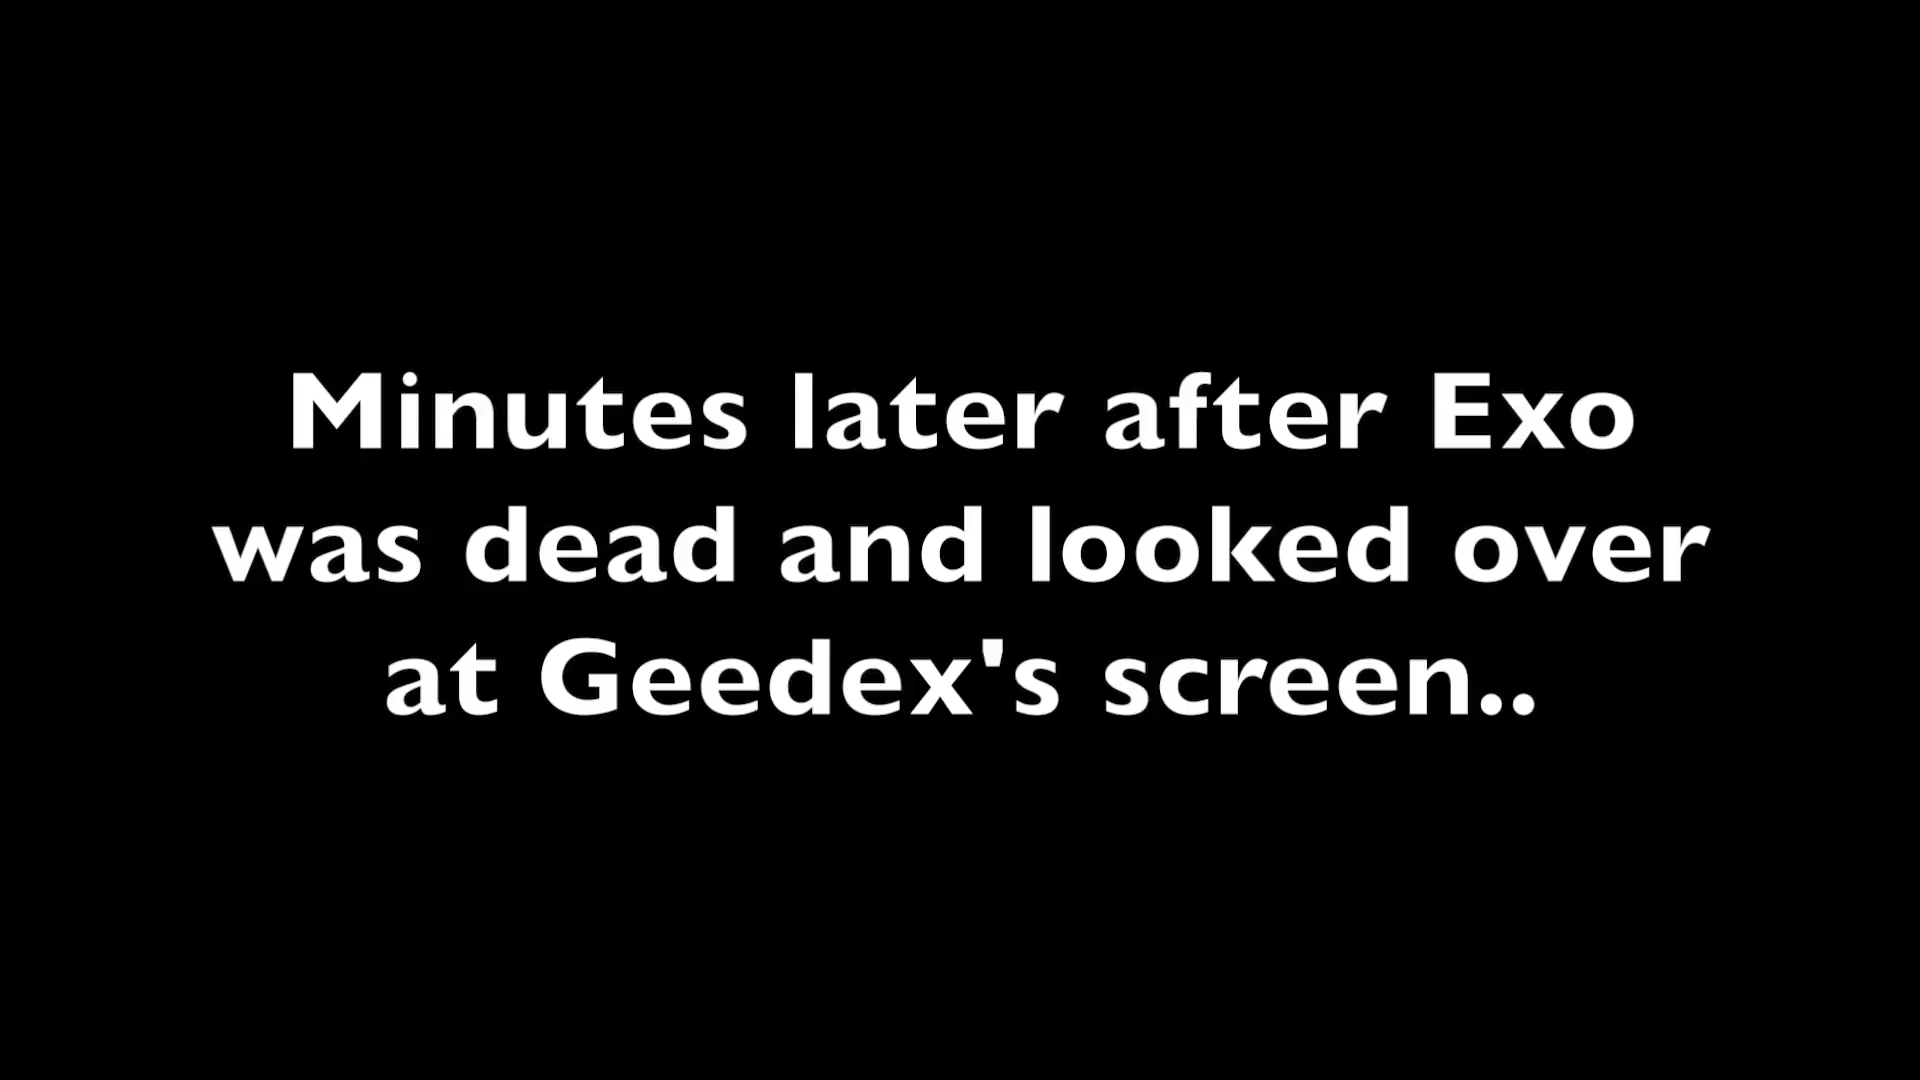 Minutes later after Exo
was dead and looked over
at Geedex's screen..